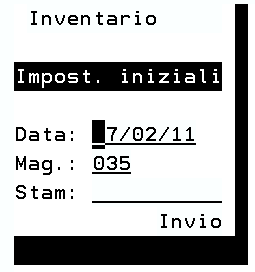 Inventario
Impost. iniziali
Data: 7/02/11
Mag.: 035
Stam:
Invio